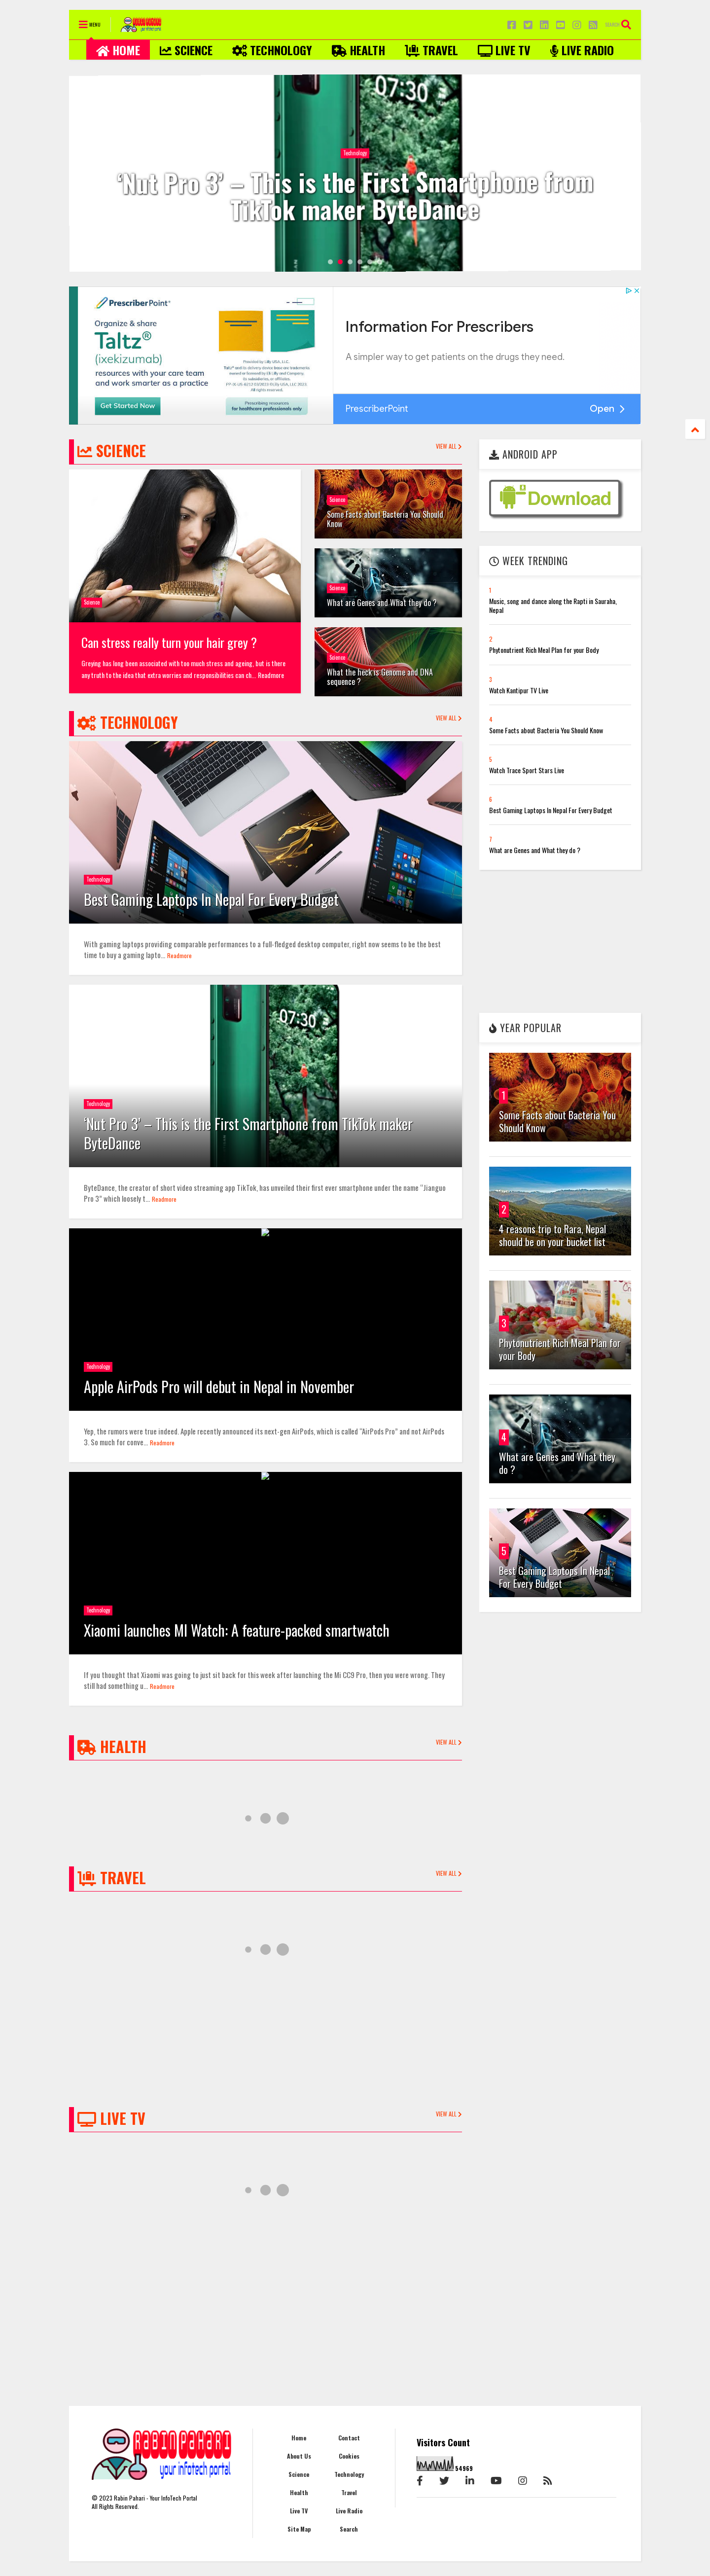 MENU
RABIN PAHARI
SEARCH
HOME
SCIENCE
TECHNOLOGY
HEALTH
TRAVEL
LIVE TV
LIVE RADIO
07:30
Technology
‘Nut Pro 3’ – This is the First Smartphone from
TikTok maker ByteDance
PrescriberPoint
Organize & share
Taltz®
(ixekizumab)
resources with your care team
and work smarter as a practice
Get Started Now
Prescribing resources
for healthcare professionals only
Information For Prescribers
A simpler way to get patients on the drugs they need.
PrescriberPoint
Open
SCIENCE
VIEW ALL
Science
Can stress really turn your hair grey ?
Greying has long been associated with too much stress and ageing, but is there
any truth to the idea that extra worries and responsibilities can ch... Readmore
Science
Some Facts about Bacteria You Should
Know
Science
What are Genes and What they do ?
Science
What the heck is Genome and DNA
sequence ?
TECHNOLOGY
VIEW ALL
Technology
Best Gaming Laptops In Nepal For Every Budget
With gaming laptops providing comparable performances to a full-fledged desktop computer, right now seems to be the best
time to buy a gaming lapto... Readmore
07:30
Technology
‘Nut Pro 3’ – This is the First Smartphone from TikTok maker
ByteDance
ByteDance, the creator of short video streaming app TikTok, has unveiled their first ever smartphone under the name “Jianguo
Pro 3” which loosely t... Readmore
Technology
Apple AirPods Pro will debut in Nepal in November
Yep, the rumors were true indeed. Apple recently announced its next-gen AirPods, which is called “AirPods Pro” and not AirPods
3. So much for conve... Readmore
Technology
Xiaomi launches MI Watch: A feature-packed smartwatch
If you thought that Xiaomi was going to just sit back for this week after launching the Mi CC9 Pro, then you were wrong. They
still had something u... Readmore
HEALTH
VIEW ALL
TRAVEL
VIEW ALL
LIVE TV
VIEW ALL
ANDROID APP
Download
WEEK TRENDING
1
Music, song and dance along the Rapti in Sauraha,
Nepal
2
Phytonutrient Rich Meal Plan for your Body
3
Watch Kantipur TV Live
4
Some Facts about Bacteria You Should Know
5
Watch Trace Sport Stars Live
6
Best Gaming Laptops In Nepal For Every Budget
7
What are Genes and What they do ?
YEAR POPULAR
1
Some Facts about Bacteria You
Should Know
2
4 reasons trip to Rara, Nepal
should be on your bucket list
3
Phytonutrient Rich Meal Plan for
your Body
4
What are Genes and What they
do ?
5
Best Gaming Laptops In Nepal
For Every Budget
RABIN PAHARI
your infotech portal
© 2023 Rabin Pahari - Your InfoTech Portal
All Rights Reserved.
Home
Contact
About Us
Cookies
Science
Technology
Health
Travel
Live TV
Live Radio
Site Map
Search
Visitors Count
54969